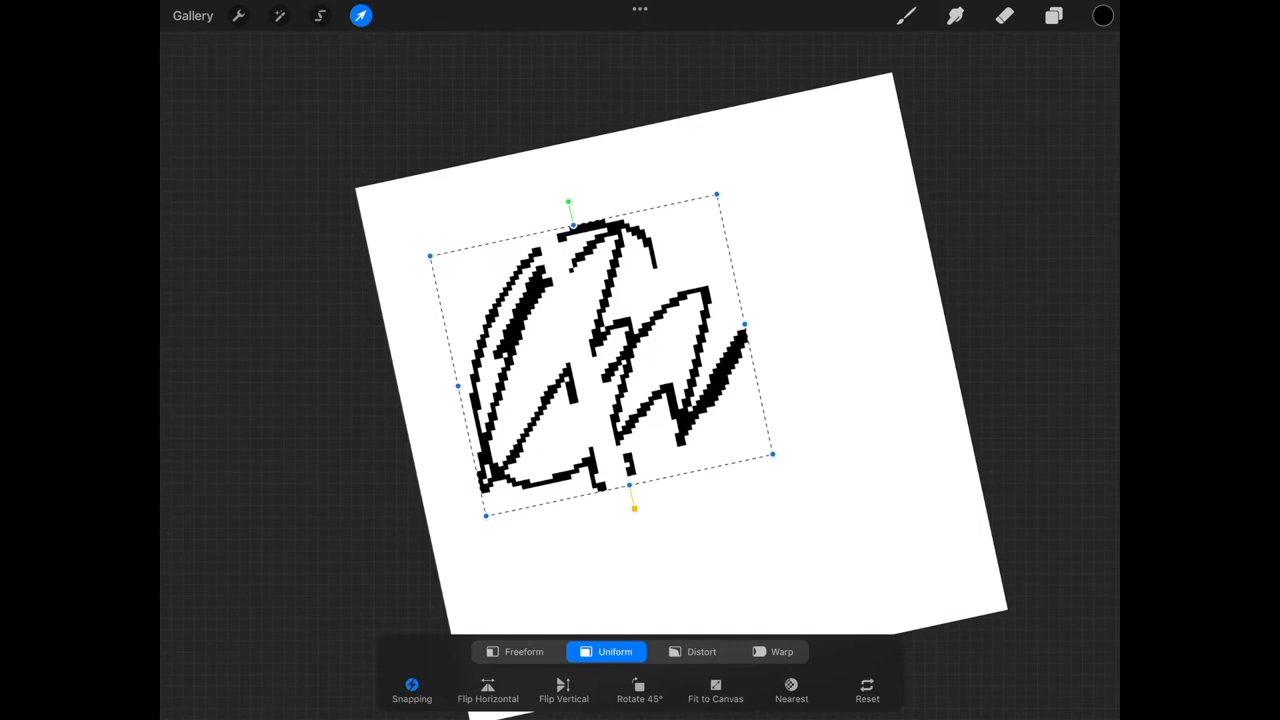 Gallery
Freeform Uniform Distort Warp
Snapping Flip Horizontal Flip Vertical Rotate 45° Fit to Canvas Nearest Reset